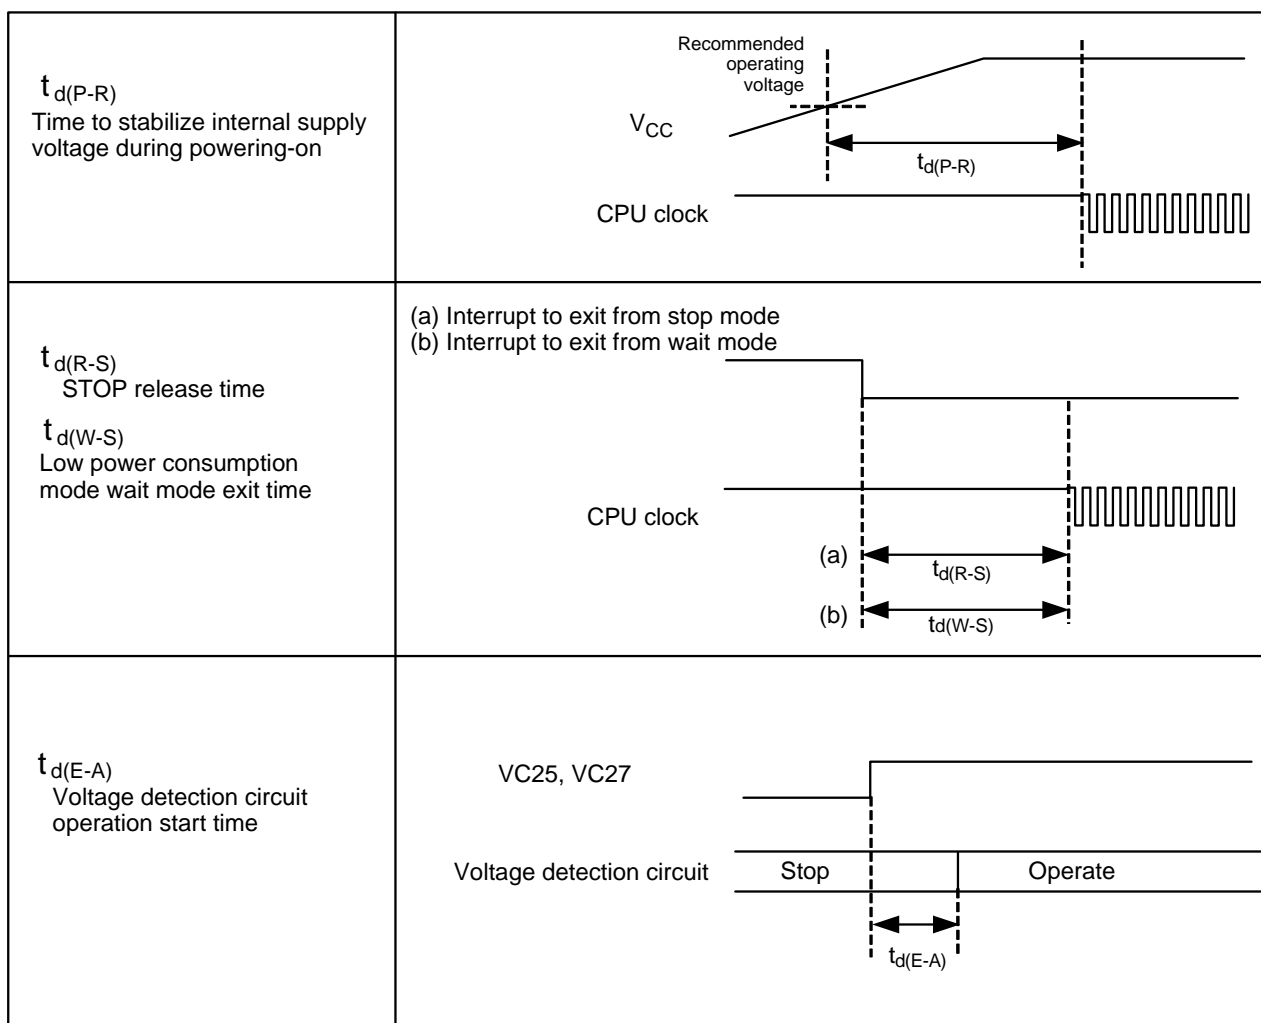 t d(P-R)
Time to stabilize internal supply
voltage during powering-on
Recommended
operating
voltage
VCC
td(P-R)
CPU clock
t d(R-S)
STOP release time
t d(W-S)
Low power consumption
mode wait mode exit time
(a) Interrupt to exit from stop mode
(b) Interrupt to exit from wait mode
CPU clock
(a)
td(R-S)
(b)
td(W-S)
t d(E-A)
Voltage detection circuit
operation start time
VC25, VC27
Voltage detection circuit
Stop
Operate
td(E-A)